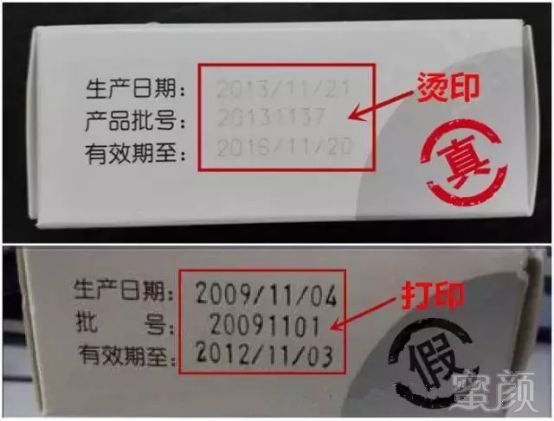 生产日期: 2013/11/21
烫印
产品批号: 20131137
有效期至: 2016/11/20
真
生产日期: 2009/11/04
打印
批 号: 20091101
有效期至: 2012/11/03
假
蜜颜